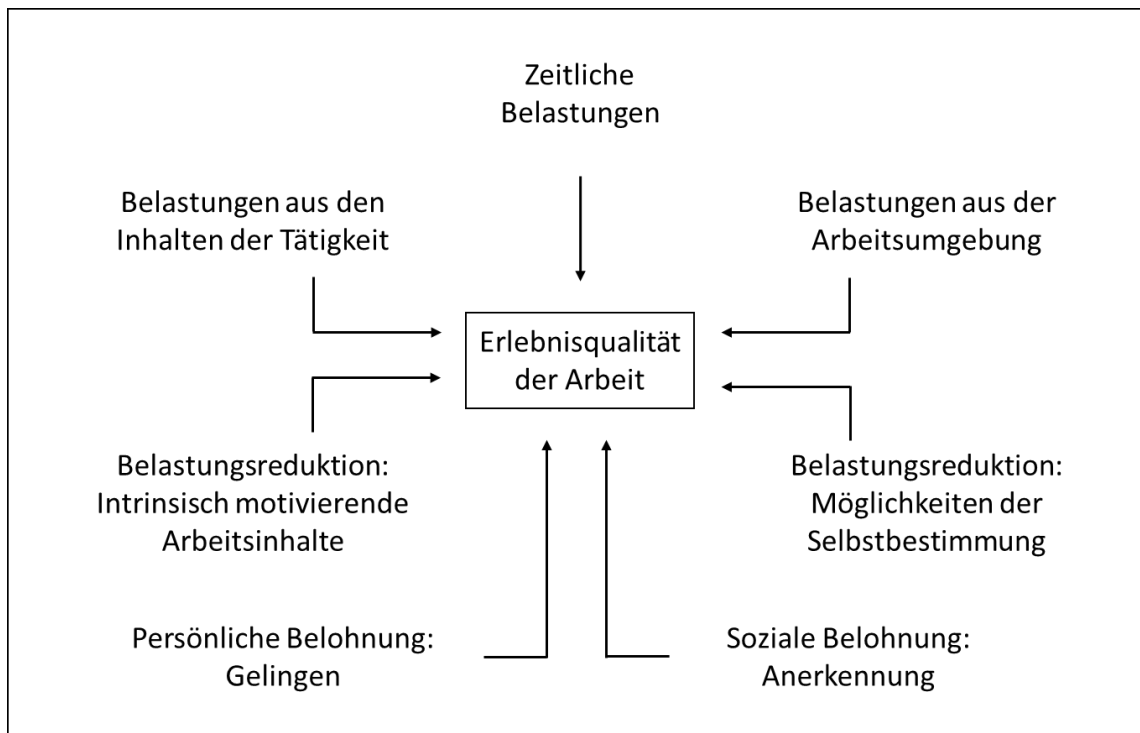 Zeitliche
Belastungen
Belastungen aus den
Inhalten der Tätigkeit
Belastungen aus der
Arbeitsumgebung
Erlebnisqualität
der Arbeit
Belastungsreduktion:
Intrinsisch motivierende
Arbeitsinhalte
Belastungsreduktion:
Möglichkeiten der
Selbstbestimmung
Persönliche Belohnung:
Gelingen
Soziale Belohnung:
Anerkennung